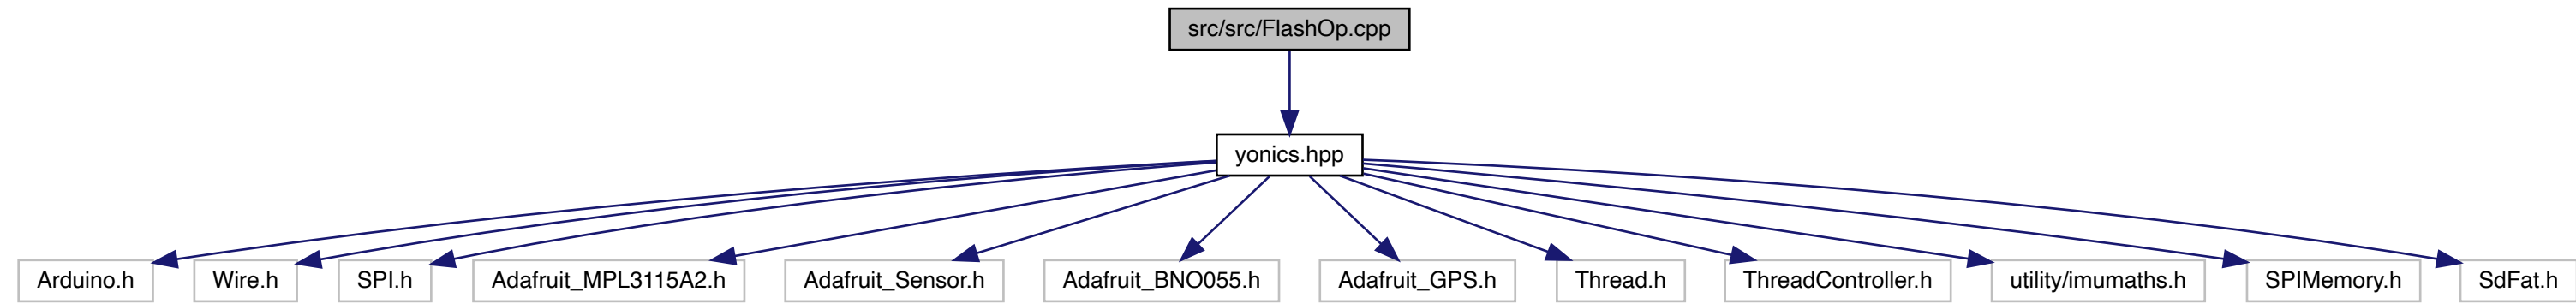 src/src/FlashOp.cpp
yonics.hpp
Arduino.h
Wire.h
SPI.h
Adafruit_MPL3115A2.h
Adafruit_Sensor.h
Adafruit_BNO055.h
Adafruit_GPS.h
Thread.h
ThreadController.h
utility/imumaths.h
SPIMemory.h
SdFat.h